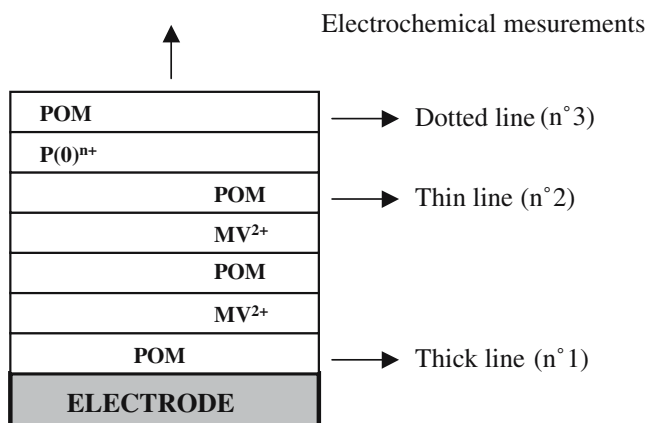 Electrochemical mesurements
POM
Dotted line (n°3)
P(0)ⁿ⁺
POM
Thin line (n°2)
MV²⁺
POM
MV²⁺
POM
Thick line (n°1)
ELECTRODE